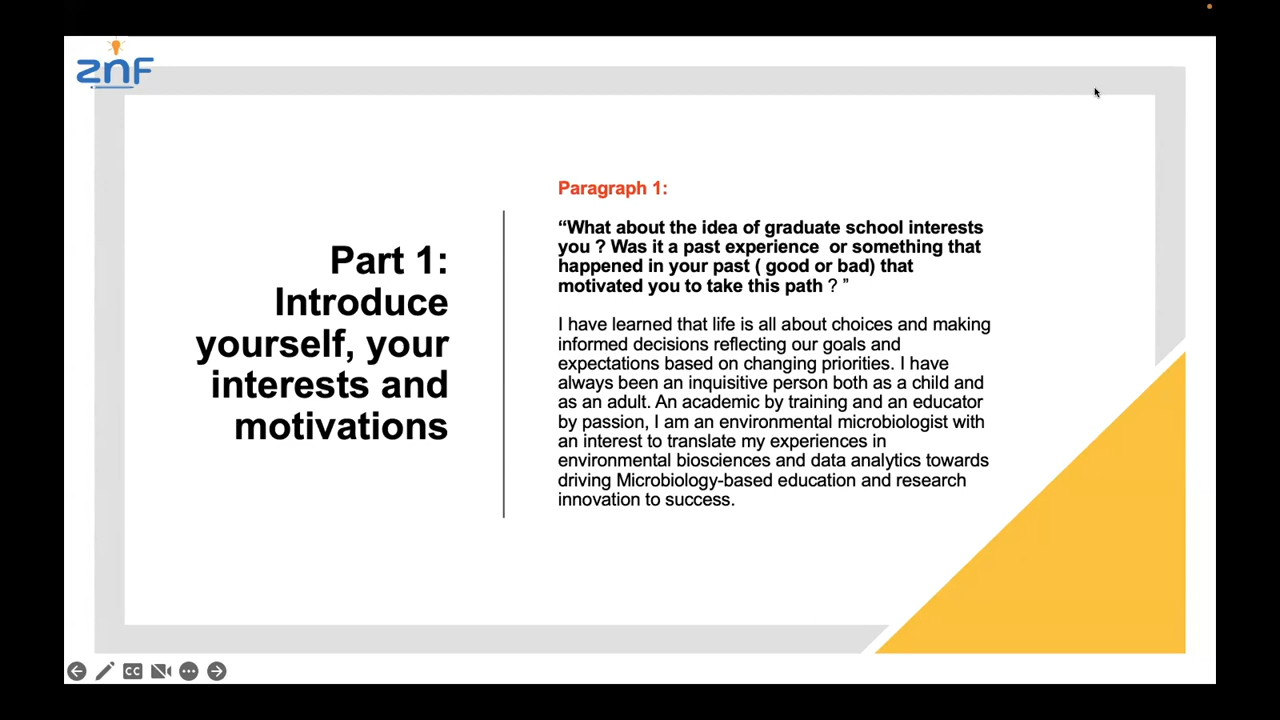 znF
Part 1:
Introduce
yourself, your
interests and
motivations
Paragraph 1:
“What about the idea of graduate school interests
you ? Was it a past experience  or something that
happened in your past ( good or bad) that
motivated you to take this path ? ”
I have learned that life is all about choices and making
informed decisions reflecting our goals and
expectations based on changing priorities. I have
always been an inquisitive person both as a child and
as an adult. An academic by training and an educator
by passion, I am an environmental microbiologist with
an interest to translate my experiences in
environmental biosciences and data analytics towards
driving Microbiology-based education and research
innovation to success.
CC